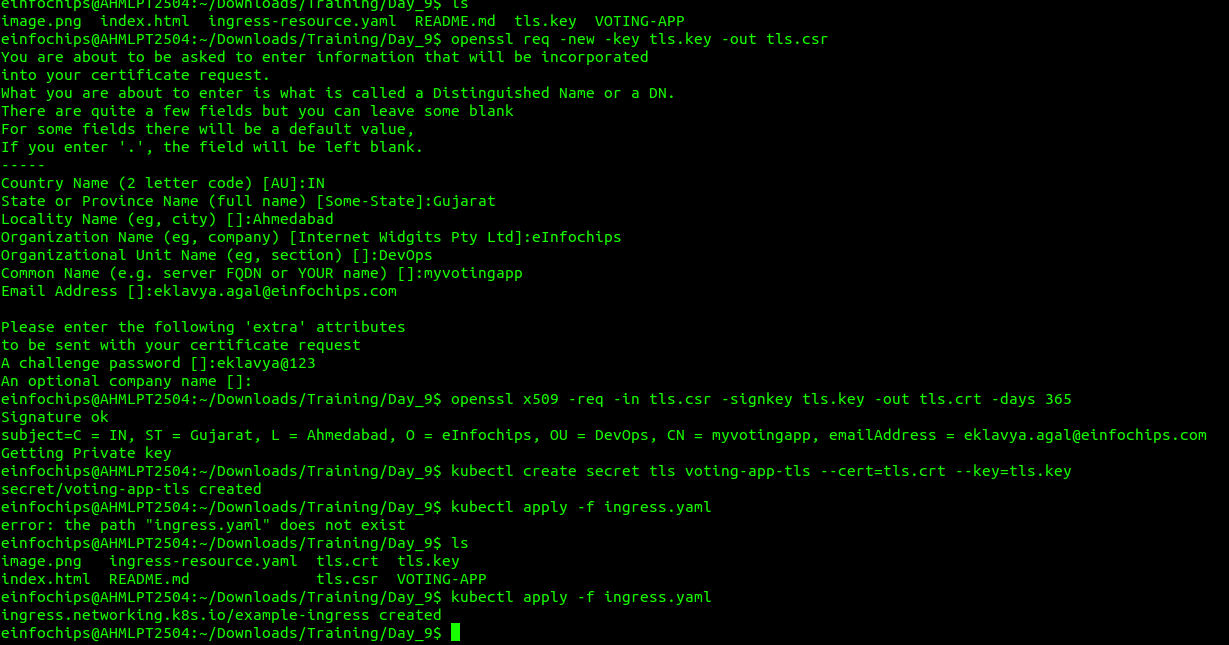 einfochips@AHMLPT2504:~/Downloads/Training/Day_9$ ls
image.png  index.html  ingress-resource.yaml  README.md  tls.key  VOTING-APP
einfochips@AHMLPT2504:~/Downloads/Training/Day_9$ openssl req -new -key tls.key -out tls.csr
You are about to be asked to enter information that will be incorporated
into your certificate request.
What you are about to enter is what is called a Distinguished Name or a DN.
There are quite a few fields but you can leave some blank
For some fields there will be a default value,
If you enter '.', the field will be left blank.
-----
Country Name (2 letter code) [AU]:IN
State or Province Name (full name) [Some-State]:Gujarat
Locality Name (eg, city) []:Ahmedabad
Organization Name (eg, company) [Internet Widgits Pty Ltd]:eInfochips
Organizational Unit Name (eg, section) []:DevOps
Common Name (e.g. server FQDN or YOUR name) []:myvotingapp
Email Address []:eklavya.agal@einfochips.com

Please enter the following 'extra' attributes
to be sent with your certificate request
A challenge password []:eklavya@123
An optional company name []:
einfochips@AHMLPT2504:~/Downloads/Training/Day_9$ openssl x509 -req -in tls.csr -signkey tls.key -out tls.crt -days 365
Signature ok
subject=C = IN, ST = Gujarat, L = Ahmedabad, O = eInfochips, OU = DevOps, CN = myvotingapp, emailAddress = eklavya.agal@einfochips.com
Getting Private key
einfochips@AHMLPT2504:~/Downloads/Training/Day_9$ kubectl create secret tls voting-app-tls --cert=tls.crt --key=tls.key
secret/voting-app-tls created
einfochips@AHMLPT2504:~/Downloads/Training/Day_9$ kubectl apply -f ingress.yaml
error: the path "ingress.yaml" does not exist
einfochips@AHMLPT2504:~/Downloads/Training/Day_9$ ls
image.png   ingress-resource.yaml  tls.crt  tls.key
index.html  README.md              tls.csr  VOTING-APP
einfochips@AHMLPT2504:~/Downloads/Training/Day_9$ kubectl apply -f ingress.yaml
ingress.networking.k8s.io/example-ingress created
einfochips@AHMLPT2504:~/Downloads/Training/Day_9$